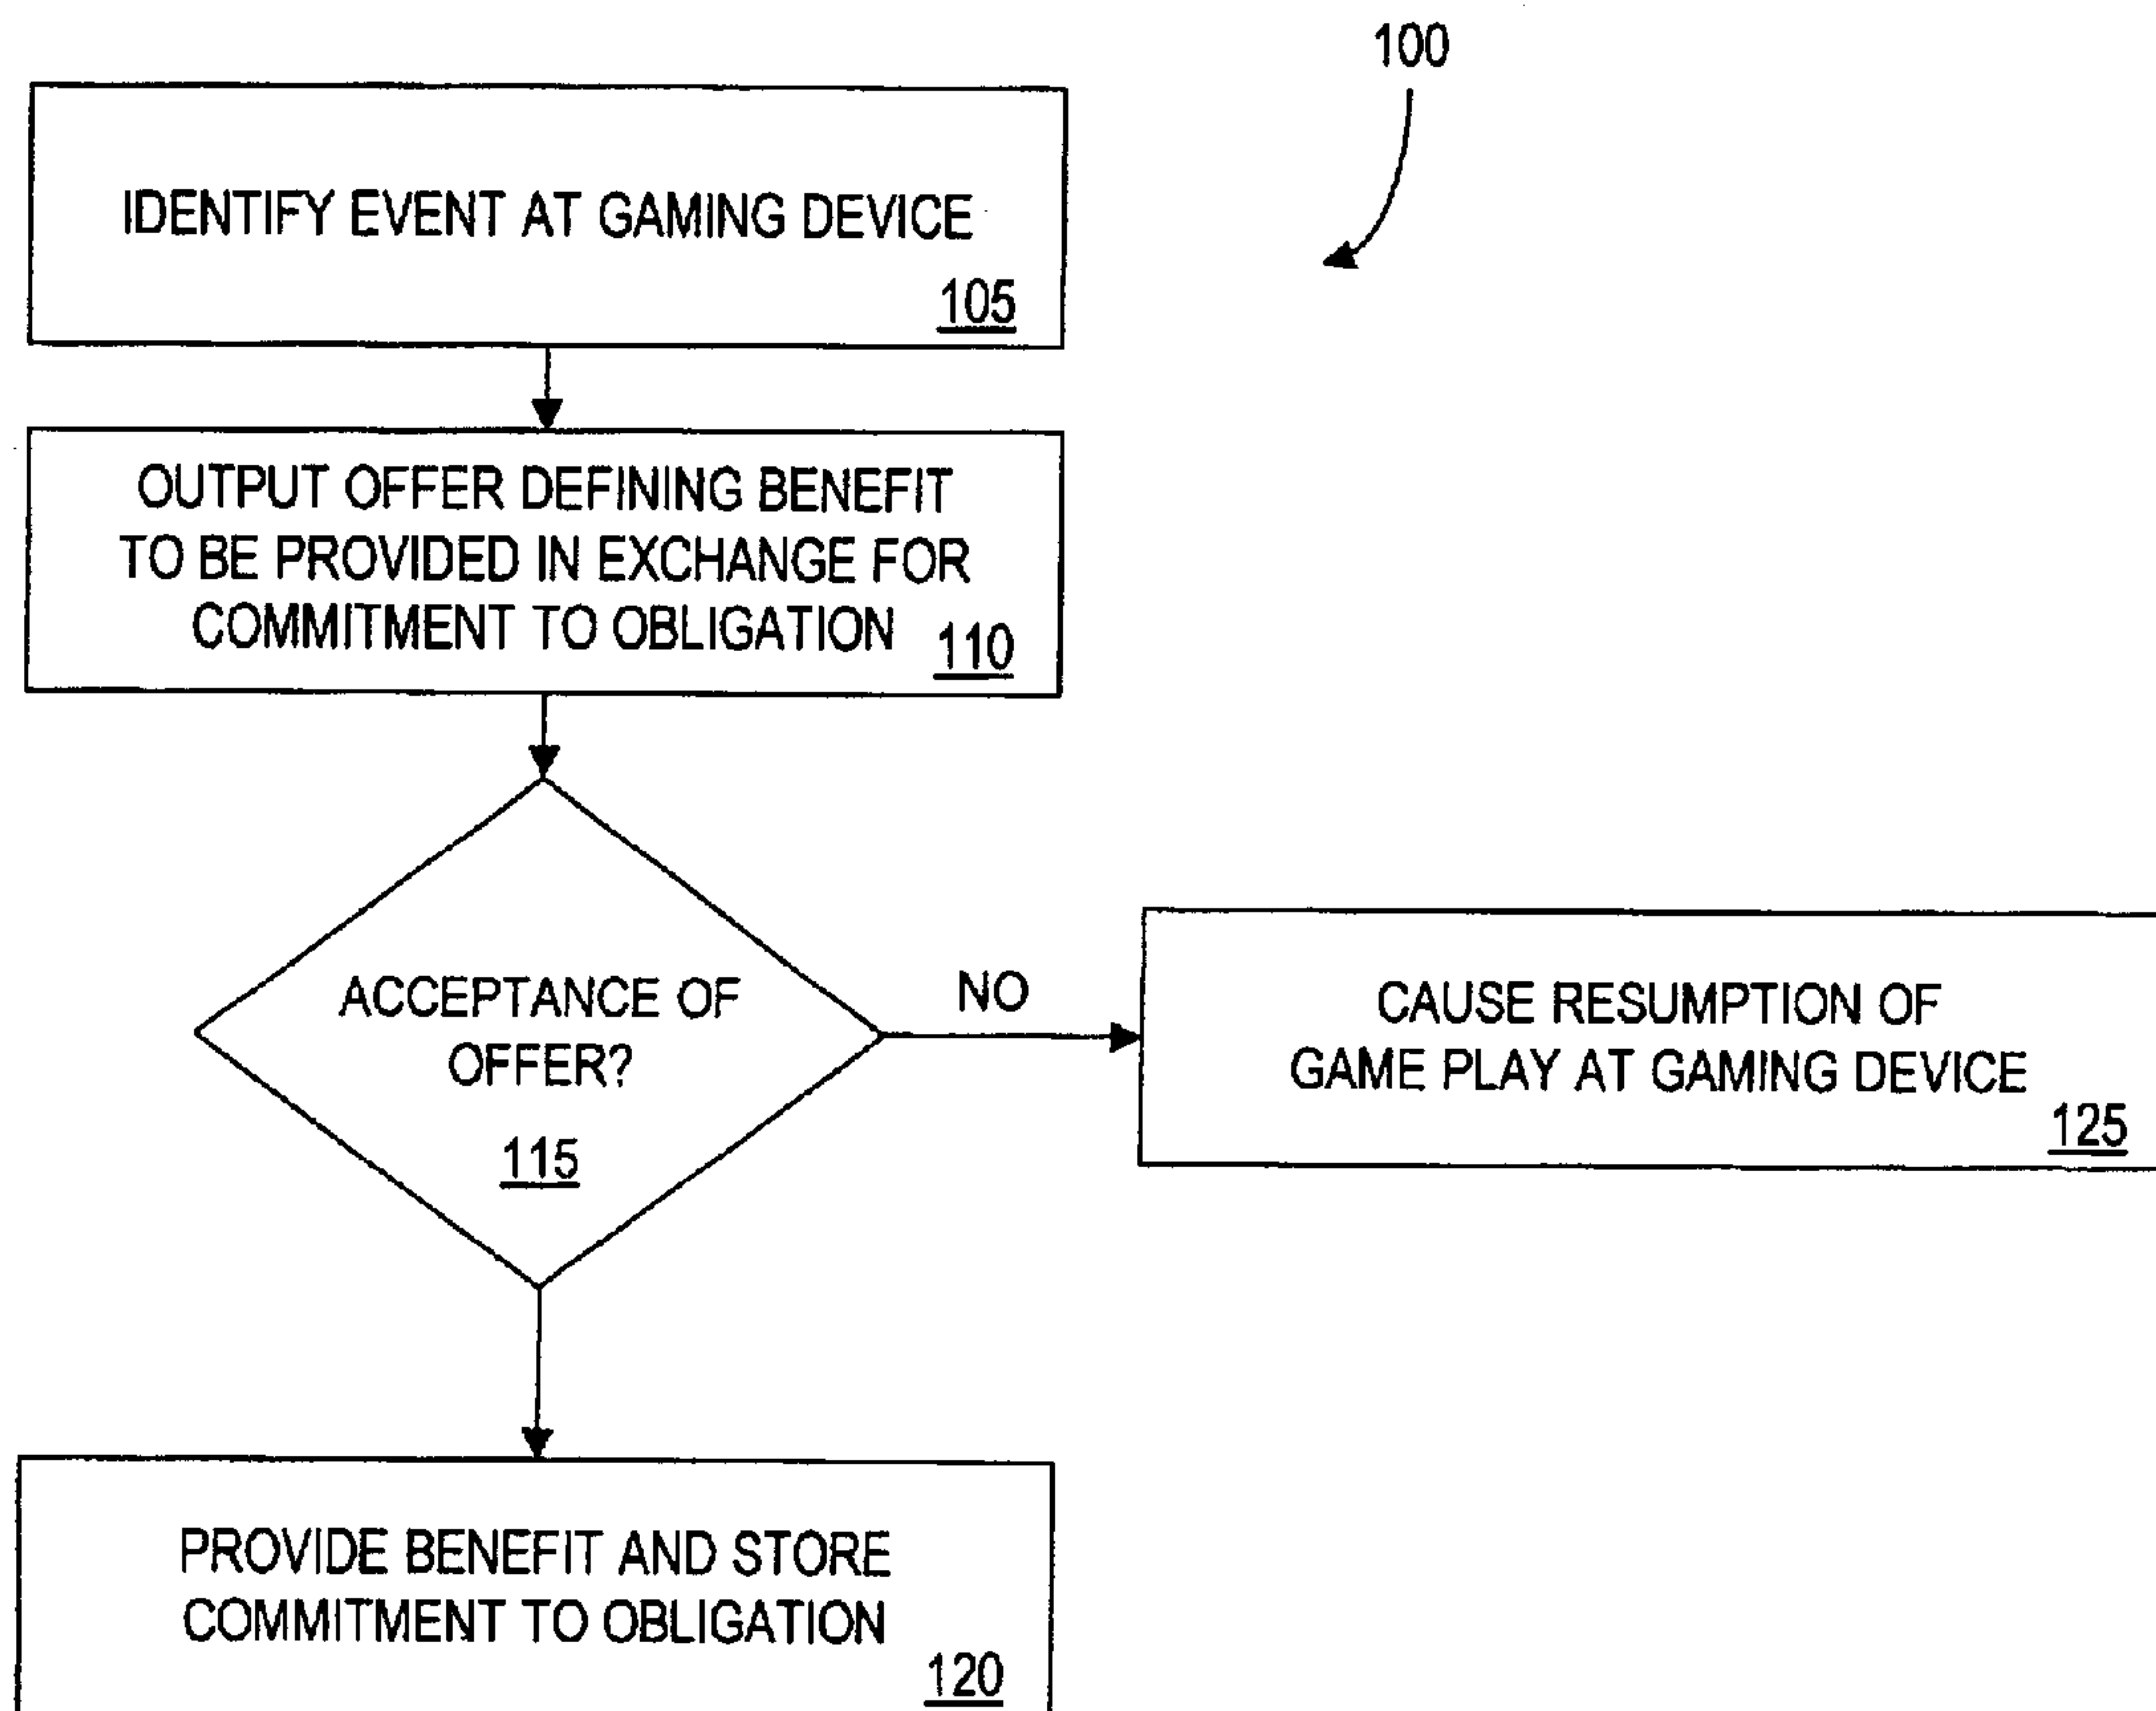 100
IDENTIFY EVENT AT GAMING DEVICE
105
OUTPUT OFFER DEFINING BENEFIT
TO BE PROVIDED IN EXCHANGE FOR
COMMITMENT TO OBLIGATION
110
ACCEPTANCE OF
OFFER?
115
NO
CAUSE RESUMPTION OF
GAME PLAY AT GAMING DEVICE
125
PROVIDE BENEFIT AND STORE
COMMITMENT TO OBLIGATION
120